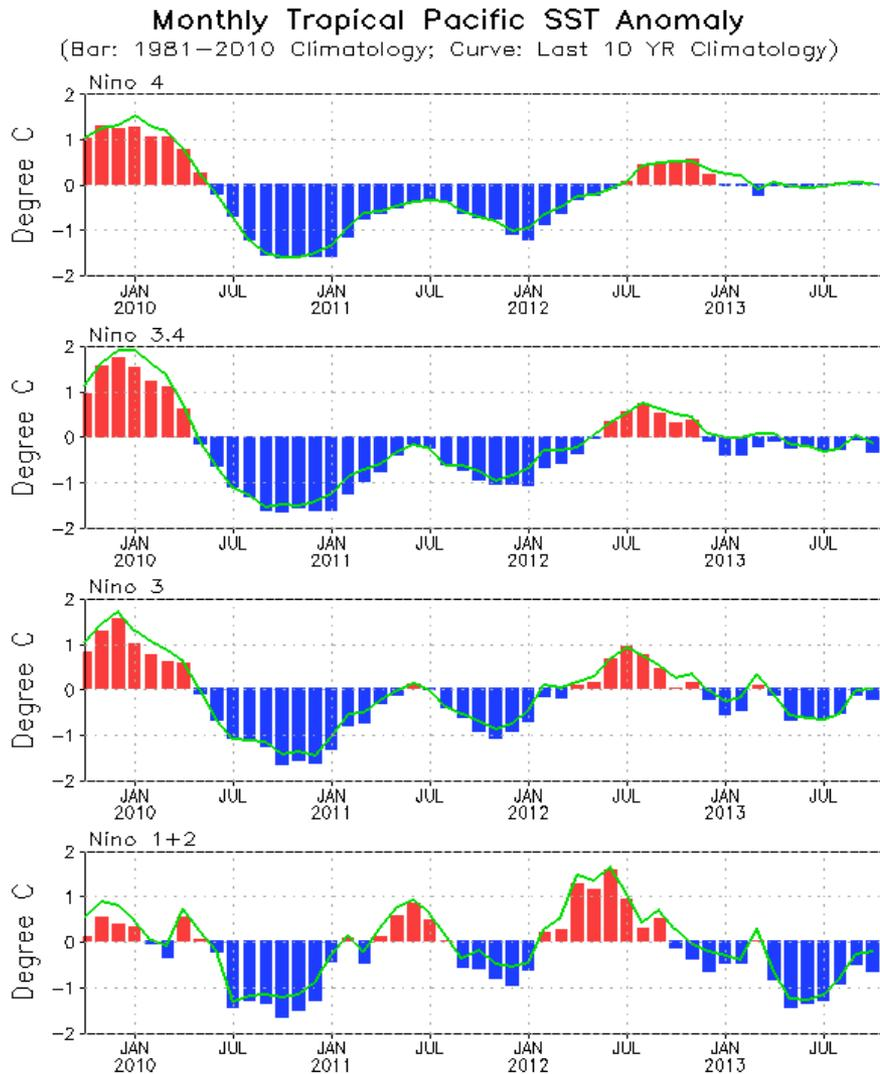 Monthly Tropical Pacific SST Anomaly
(Bar: 1981-2010 Climatology; Curve: Last 10 YR Climatology)
Nino 4
Degree C
2
1
0
-1
-2
JAN JUL JAN JUL JAN JUL JAN JUL
2010 2011 2012 2013
Nino 3.4
Degree C
2
1
0
-1
-2
JAN JUL JAN JUL JAN JUL JAN JUL
2010 2011 2012 2013
Nino 3
Degree C
2
1
0
-1
-2
JAN JUL JAN JUL JAN JUL JAN JUL
2010 2011 2012 2013
Nino 1+2
Degree C
2
1
0
-1
-2
JAN JUL JAN JUL JAN JUL JAN JUL
2010 2011 2012 2013